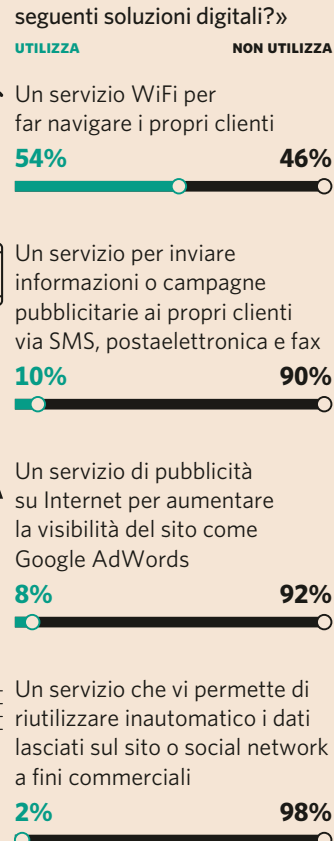 seguenti soluzioni digitali?»
UTILIZZA NON UTILIZZA
Un servizio WiFi per
far navigare i propri clienti
54% 46%
Un servizio per inviare
informazioni o campagne
pubblicitarie ai propri clienti
via SMS, postaelettronica e fax
10% 90%
Un servizio di pubblicità
su Internet per aumentare
la visibilità del sito come
Google AdWords
8% 92%
Un servizio che vi permette di
riutilizzare inautomatico i dati
lasciati sul sito o social network
a fini commerciali
2% 98%